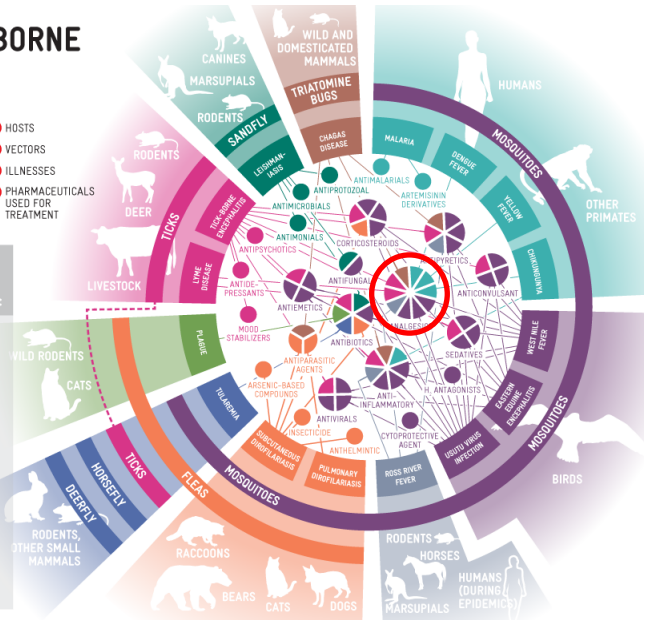 BORNE
HOSTS
VECTORS
ILLNESSES
PHARMACEUTICALS
USED FOR
TREATMENT
CANINES
MARSUPIALS
RODENTS
SANDFLY
LEISHMAN-
IASIS
WILD AND
DOMESTICATED
MAMMALS
TRIATOMINE
BUGS
CHAGAS
DISEASE
HUMANS
OTHER
PRIMATES
MOSQUITOES
MALARIA
DENGUE
FEVER
YELLOW
FEVER
CHIKUNGUNYA
RODENTS
DEER
LIVESTOCK
TICKS
TICK-BORNE
ENCEPHALITIS
LYME
DISEASE
ANTIPROTOZOAL
ANTIMICROBIALS
ANTIMONIALS
ANTIMALARIALS
ARTEMISININ
DERIVATIVES
CORTICOSTEROIDS
ANTIPYRETICS
ANTIPSYCHOTICS
ANTIFUNGAL
ANTIDE-
PRESSANTS
ANTIEMETICS
ANALGESICS
ANTICONVULSANT
MOOD
STABILIZERS
ANTIBIOTICS
SEDATIVES
ANTIPARASITIC
AGENTS
ARSENIC-BASED
COMPOUNDS
ANTI-
INFLAMMATORY
H. ANTAGONISTS
ANTIVIRALS
INSECTICIDE
ANTHELMINTIC
CYTOPROTECTIVE
AGENT
WILD RODENTS
CATS
PLAGUE
TULAREMIA
WEST NILE
FEVER
EASTERN
EQUINE
ENCEPHALITIS
USUTU VIRUS
INFECTION
MOSQUITOES
BIRDS
SUBCUTANEOUS
DIROFILARIASIS
PULMONARY
DIROFILARIASIS
ROSS RIVER
FEVER
MOSQUITOES
FLEAS
TICKS
HORSEFLY
DEERFLY
RODENTS,
OTHER SMALL
MAMMALS
RACCOONS
BEARS
CATS
DOGS
RODENTS
HORSES
MARSUPIALS
HUMANS
(DURING
EPIDEMICS)